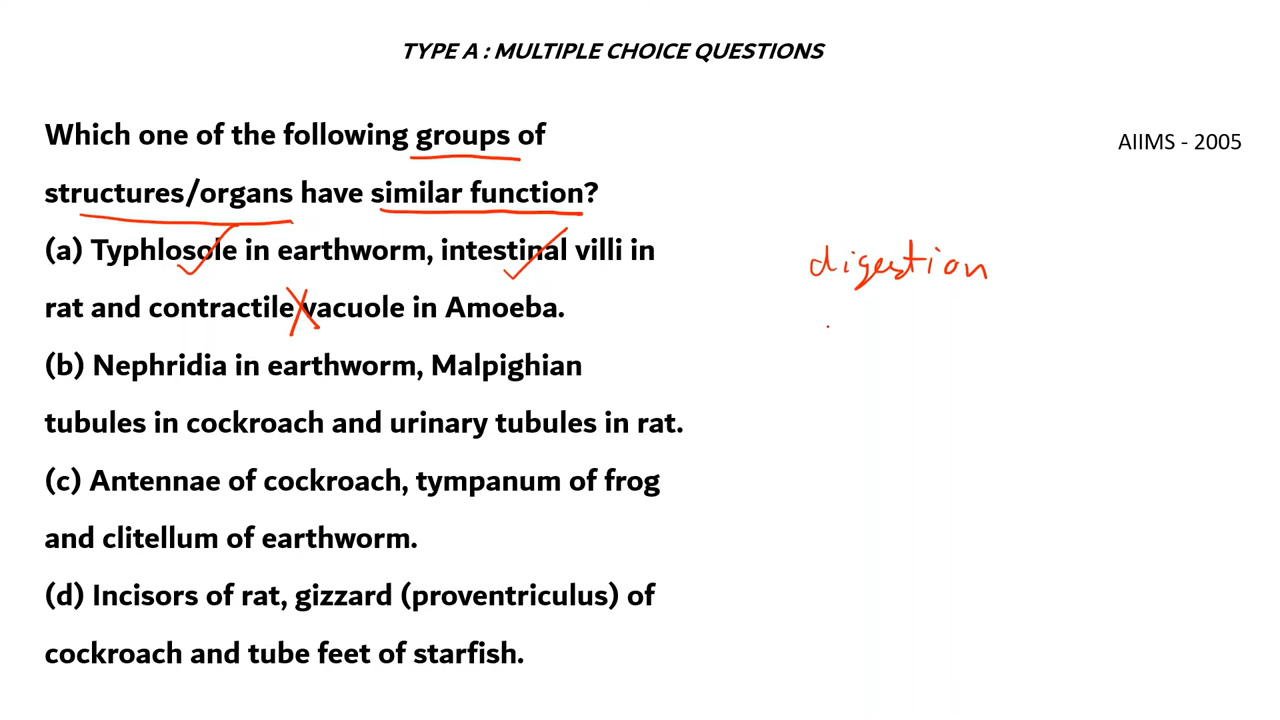 TYPE A : MULTIPLE CHOICE QUESTIONS
Which one of the following groups of
AIIMS - 2005
structures/organs have similar function?
(a) Typhlosole in earthworm, intestinal villi in
digestion
rat and contractile vacuole in Amoeba.
(b) Nephridia in earthworm, Malpighian
tubules in cockroach and urinary tubules in rat.
(c) Antennae of cockroach, tympanum of frog
and clitellum of earthworm.
(d) Incisors of rat, gizzard (proventriculus) of
cockroach and tube feet of starfish.